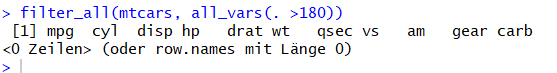 > filter_all(mtcars, all_vars(. >180))
[1] mpg cyl disp hp drat wt qsec vs am gear carb
<0 Zeilen> (oder row.names mit Länge 0)
>